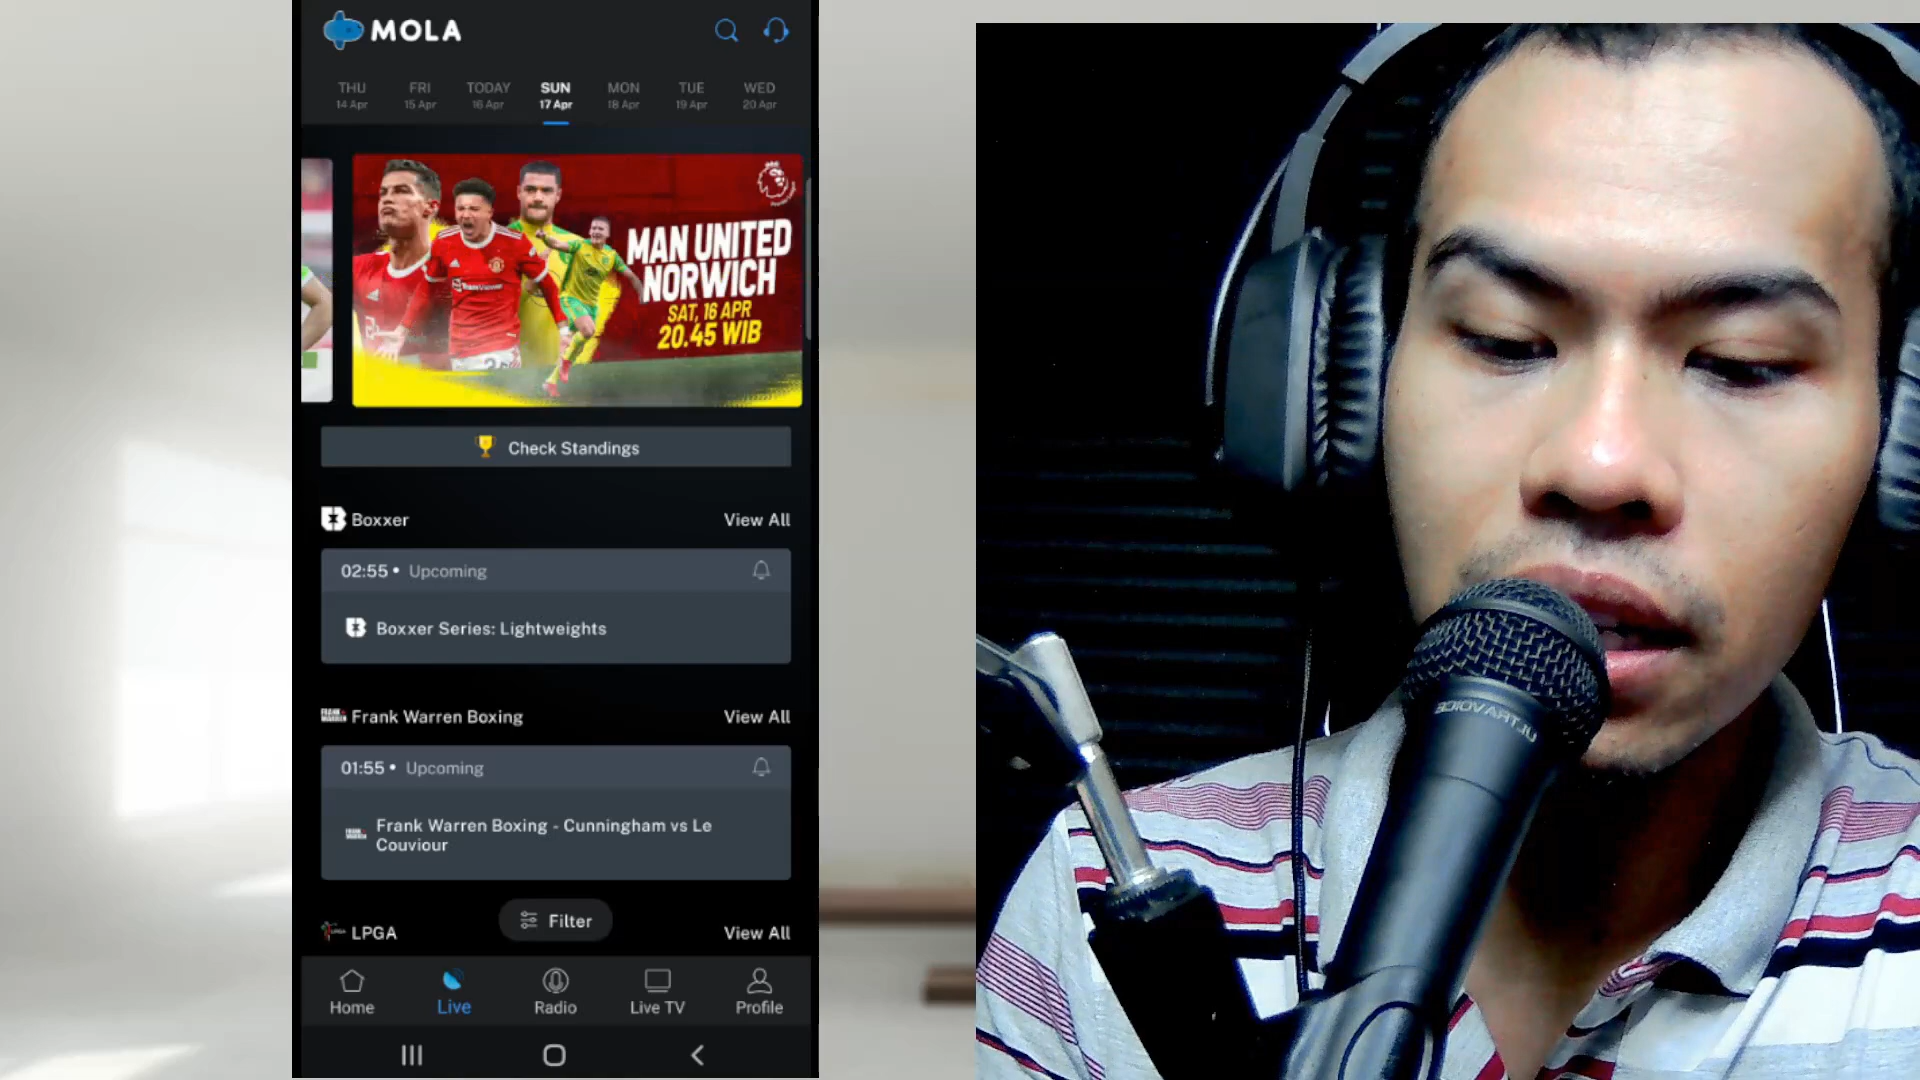 MOLA
THU
14 Apr
FRI
15 Apr
TODAY
16 Apr
SUN
17 Apr
MON
18 Apr
TUE
19 Apr
WED
20 Apr
MAN UNITED
NORWICH
SAT, 16 APR
20.45 WIB
Check Standings
Boxxer
View All
02:55 • Upcoming
Boxxer Series: Lightweights
FRANK WARREN
Frank Warren Boxing
View All
01:55 • Upcoming
Frank Warren Boxing - Cunningham vs Le
Couviour
LPGA
View All
Filter
Home
Live
Radio
Live TV
Profile
ULTRAVOICE